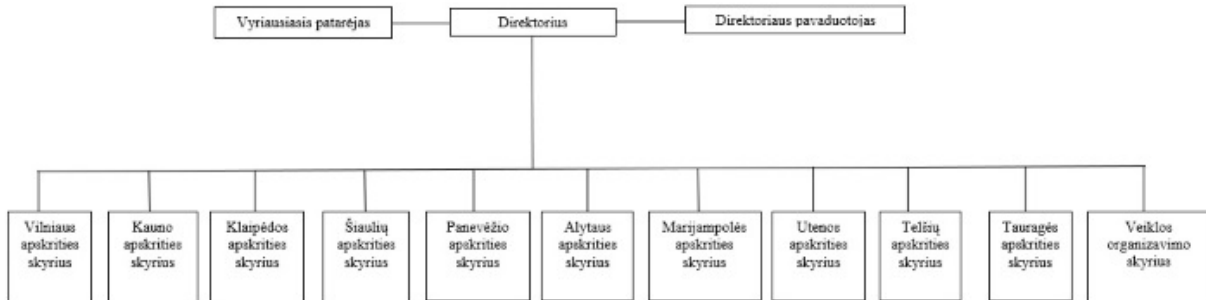 Vyriausiasis patarėjas
Direktorius
Direktoriaus pavaduotojas
Vilniaus
apskrities
skyrius
Kauno
apskrities
skyrius
Klaipėdos
apskrities
skyrius
Šiaulių
apskrities
skyrius
Panevėžio
apskrities
skyrius
Alytaus
apskrities
skyrius
Marijampolės
apskrities
skyrius
Utenos
apskrities
skyrius
Telšių
apskrities
skyrius
Tauragės
apskrities
skyrius
Veiklos
organizavimo
skyrius